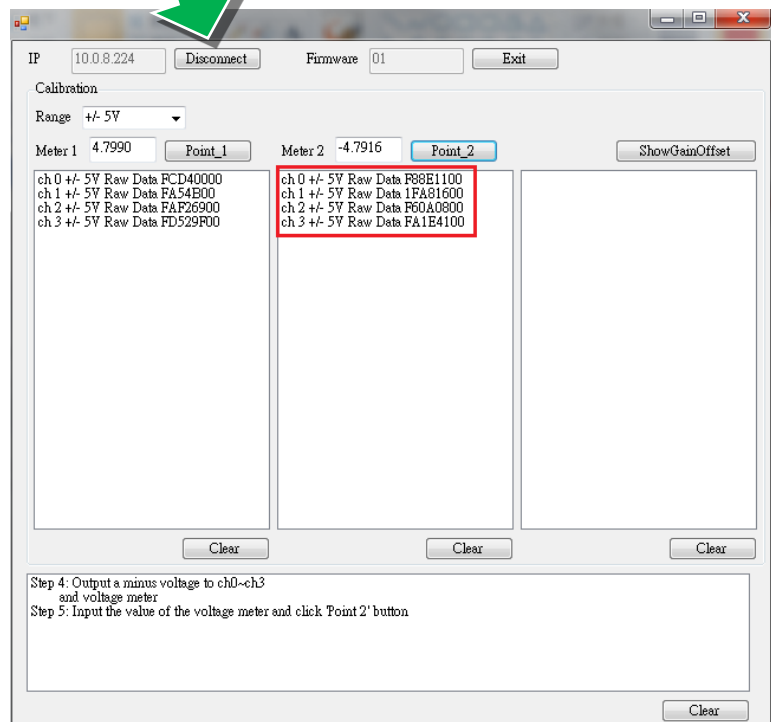 IP 10.0.8.224 Disconnect Firmware 01 Exit
Calibration
Range +/- 5V
Meter 1 4.7990 Point_1 Meter 2 -4.7916 Point_2 ShowGainOffset
ch 0 +/- 5V Raw Data FCD40000
ch 1 +/- 5V Raw Data FA54B00
ch 2 +/- 5V Raw Data FAF26900
ch 3 +/- 5V Raw Data FD529F00
ch 0 +/- 5V Raw Data F88E1100
ch 1 +/- 5V Raw Data 1FA81600
ch 2 +/- 5V Raw Data F60A0800
ch 3 +/- 5V Raw Data FA1E4100
Clear Clear Clear
Step 4: Output a minus voltage to ch0~ch3
and voltage meter
Step 5: Input the value of the voltage meter and click 'Point 2' button
Clear